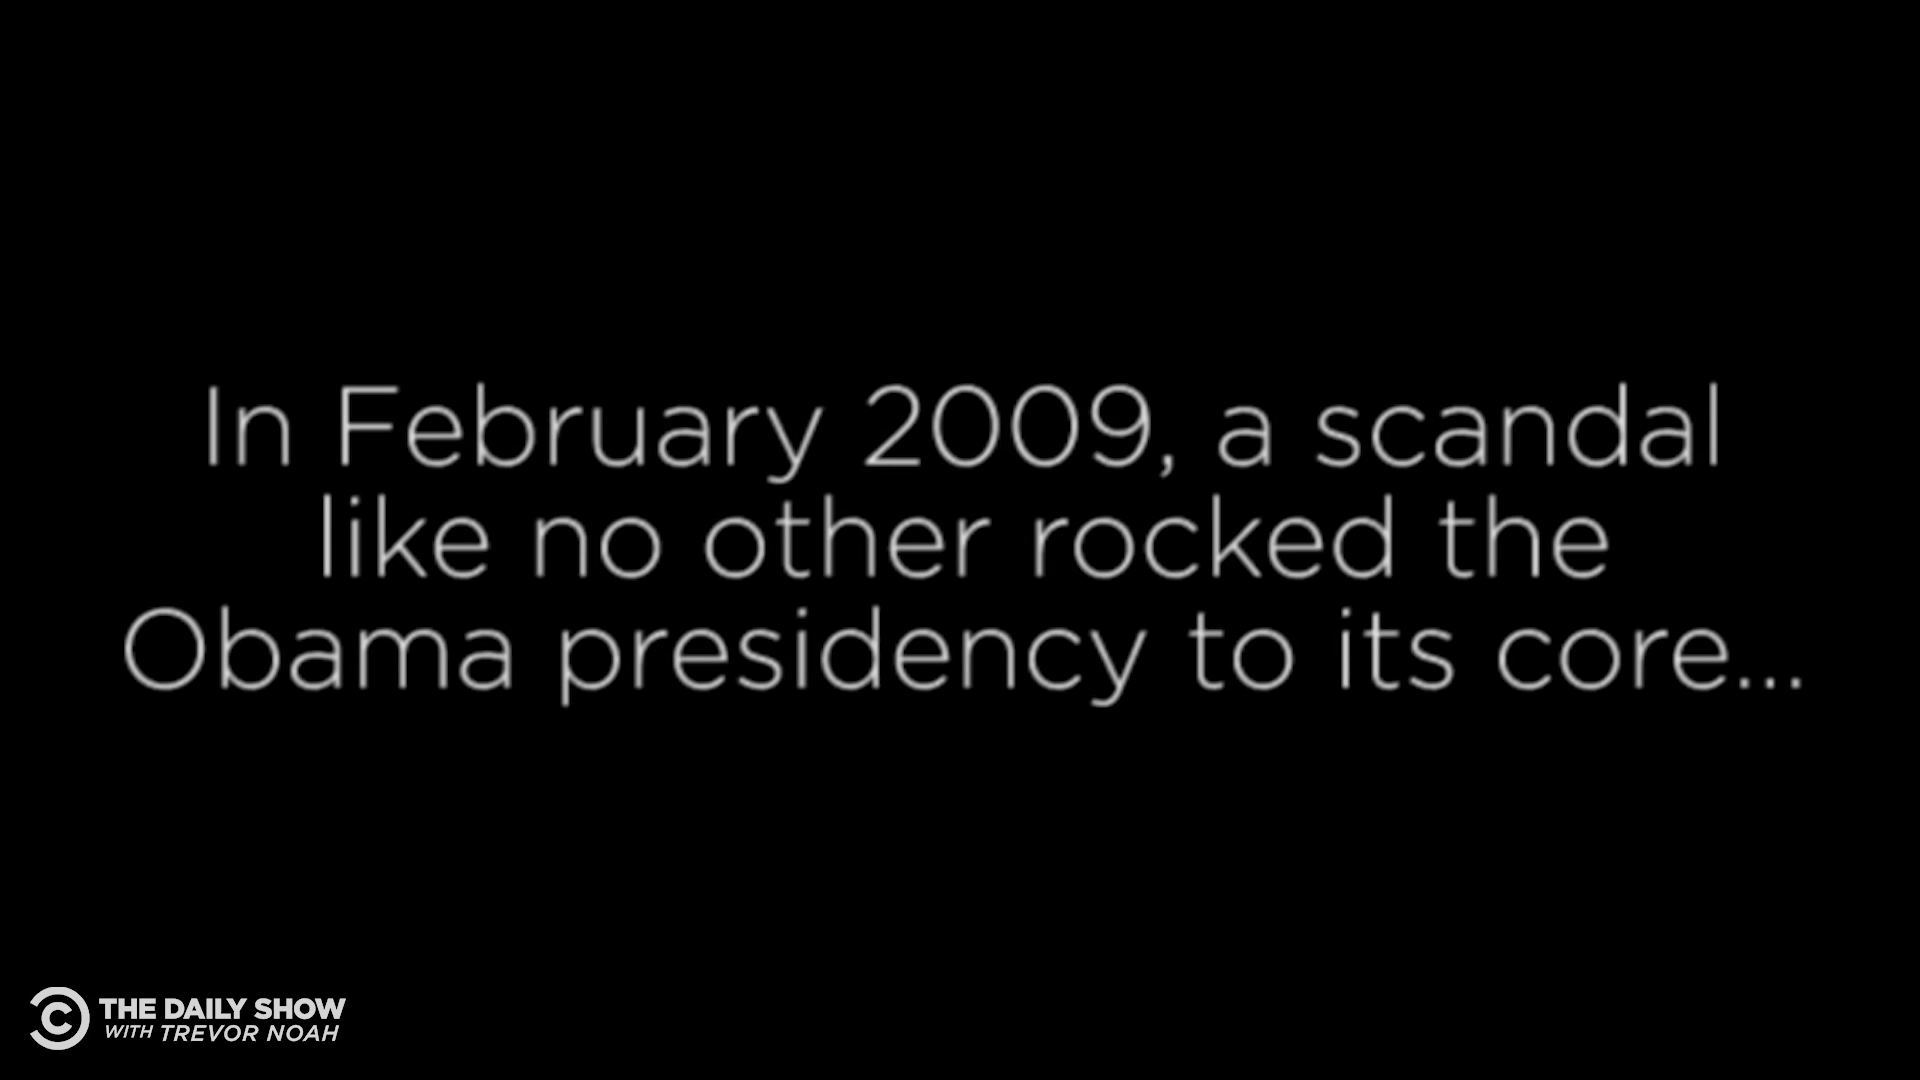 In February 2009, a scandal
like no other rocked the
Obama presidency to its core...
THE DAILY SHOW
WITH TREVOR NOAH